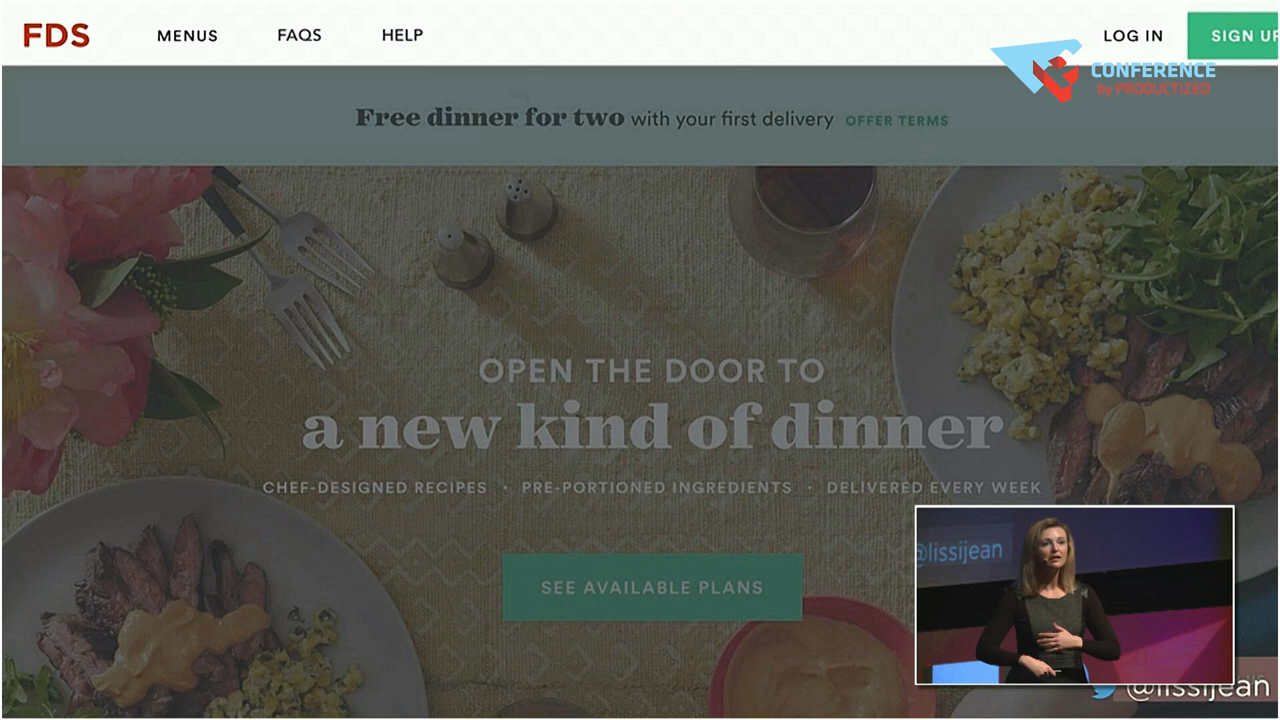 FDS MENUS FAQS HELP LOG IN SIGN UP
CONFERENCE
by PRODUCTIZED
Free dinner for two with your first delivery OFFER TERMS
OPEN THE DOOR TO
a new kind of dinner
CHEF-DESIGNED RECIPES · PRE-PORTIONED INGREDIENTS · DELIVERED EVERY WEEK
SEE AVAILABLE PLANS
@lissijean
@lissijean